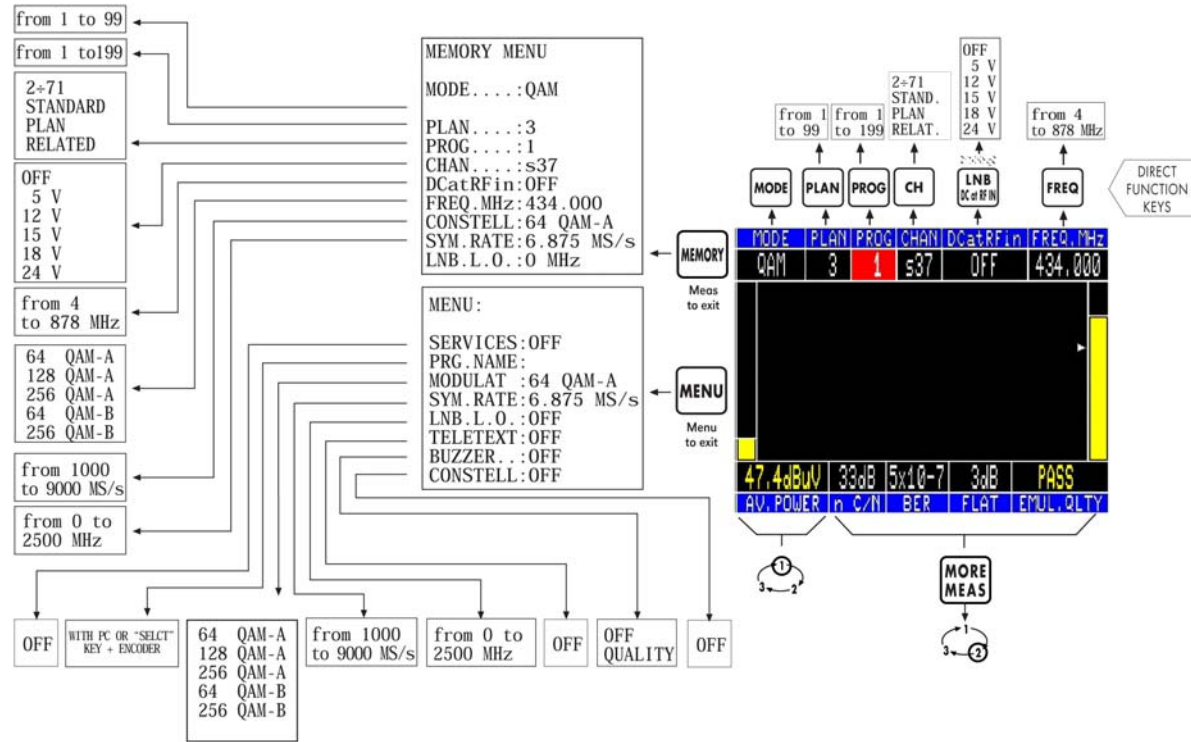 from 1 to 99
from 1 to199
2÷71
STANDARD
PLAN
RELATED
OFF
5 V
12 V
15 V
18 V
24 V
from 4
to 878 MHz
64 QAM-A
128 QAM-A
256 QAM-A
64 QAM-B
256 QAM-B
from 1000
to 9000 MS/s
from 0 to
2500 MHz
MEMORY MENU
MODE....:QAM
PLAN....:3
PROG....:1
CHAN....:s37
DCatRFin:OFF
FREQ.MHz:434.000
CONSTELL:64 QAM-A
SYM.RATE:6.875 MS/s
LNB.L.O.:0 MHz
MEMORY
Meas
to exit
MENU:
SERVICES:OFF
PRG.NAME:
MODULAT :64 QAM-A
SYM.RATE:6.875 MS/s
LNB.L.O.:OFF
TELETEXT:OFF
BUZZER..:OFF
CONSTELL:OFF
MENU
Menu
to exit
OFF
WITH PC OR "SELCT"
KEY + ENCODER
64 QAM-A
128 QAM-A
256 QAM-A
64 QAM-B
256 QAM-B
from 1000
to 9000 MS/s
from 0 to
2500 MHz
OFF
OFF
QUALITY
OFF
from 1
to 99
from 1
to 199
2÷71
STAND.
PLAN
RELAT.
OFF
5 V
12 V
15 V
18 V
24 V
from 4
to 878 MHz
MODE
PLAN
PROG
CH
LNB
DC at RF IN
FREQ
DIRECT
FUNCTION
KEYS
MODE PLAN PROG CHAN DCatRFin FREQ.MHz
QAM 3 1 s37 OFF 434.000
47.4dBuV 33dB 5x10-7 3dB PASS
AV.POWER n C/N BER FLAT EMUL.QLTY
1
3 2
MORE
MEAS
1
3 2